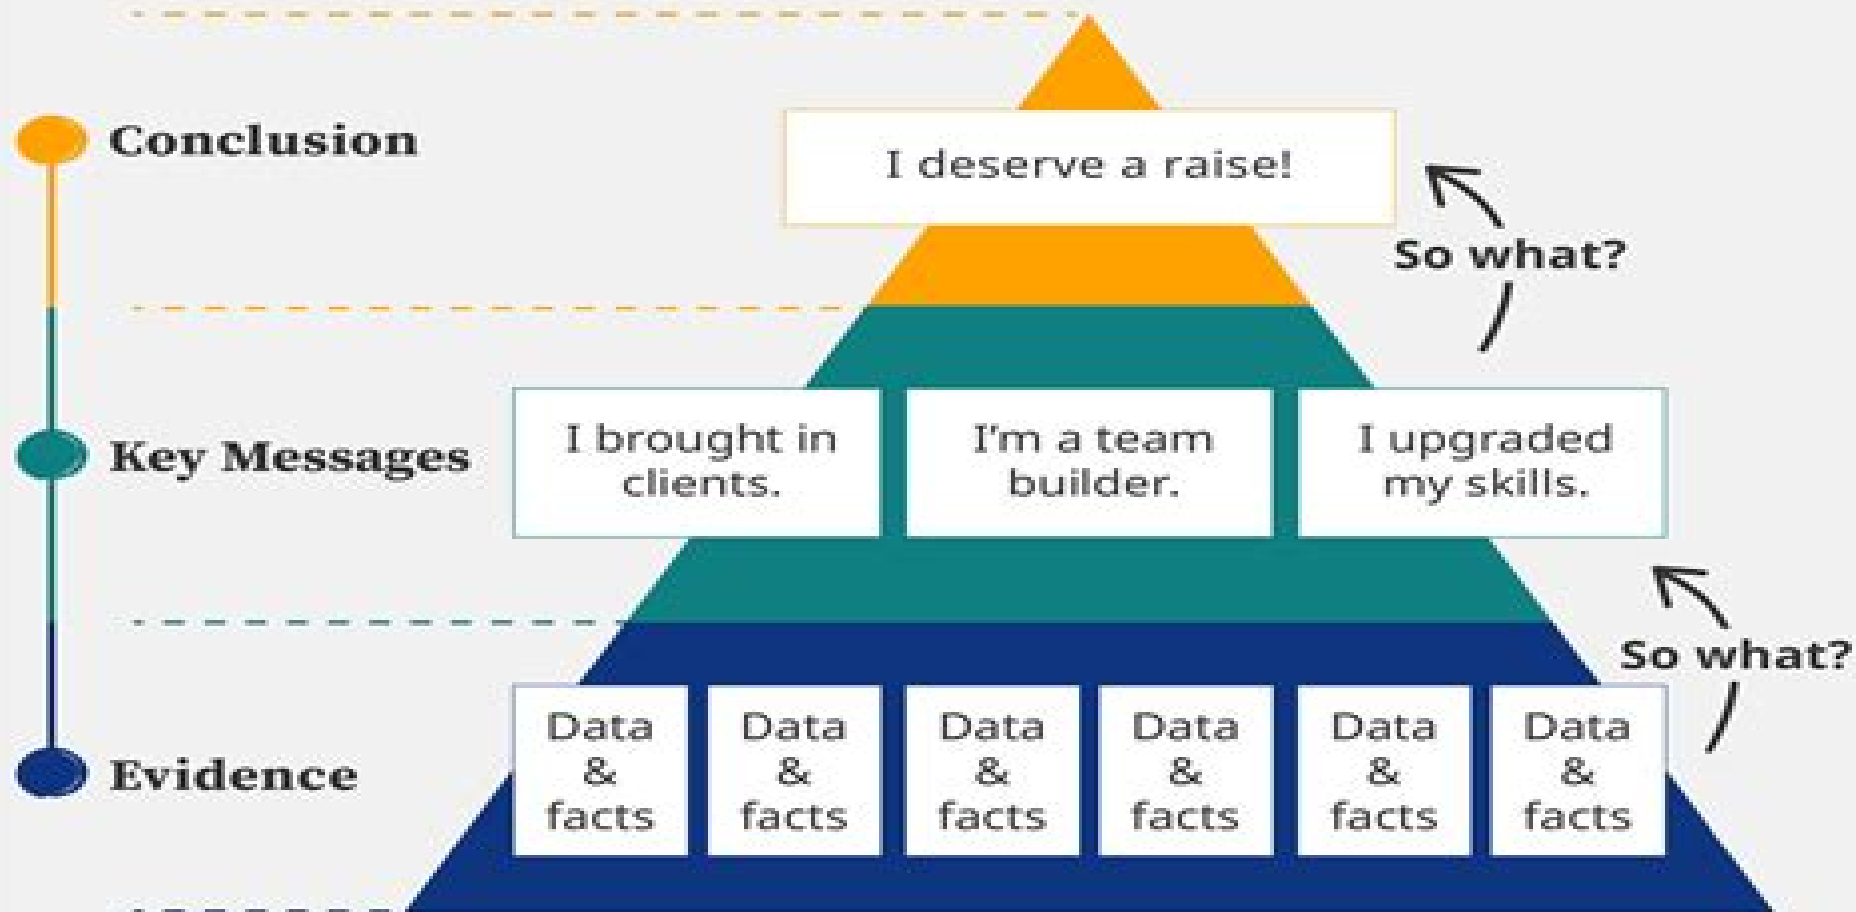 Conclusion
I deserve a raise!
So what?
Key Messages
I brought in
clients.
I'm a team
builder.
I upgraded
my skills.
So what?
Evidence
Data
&
facts
Data
&
facts
Data
&
facts
Data
&
facts
Data
&
facts
Data
&
facts